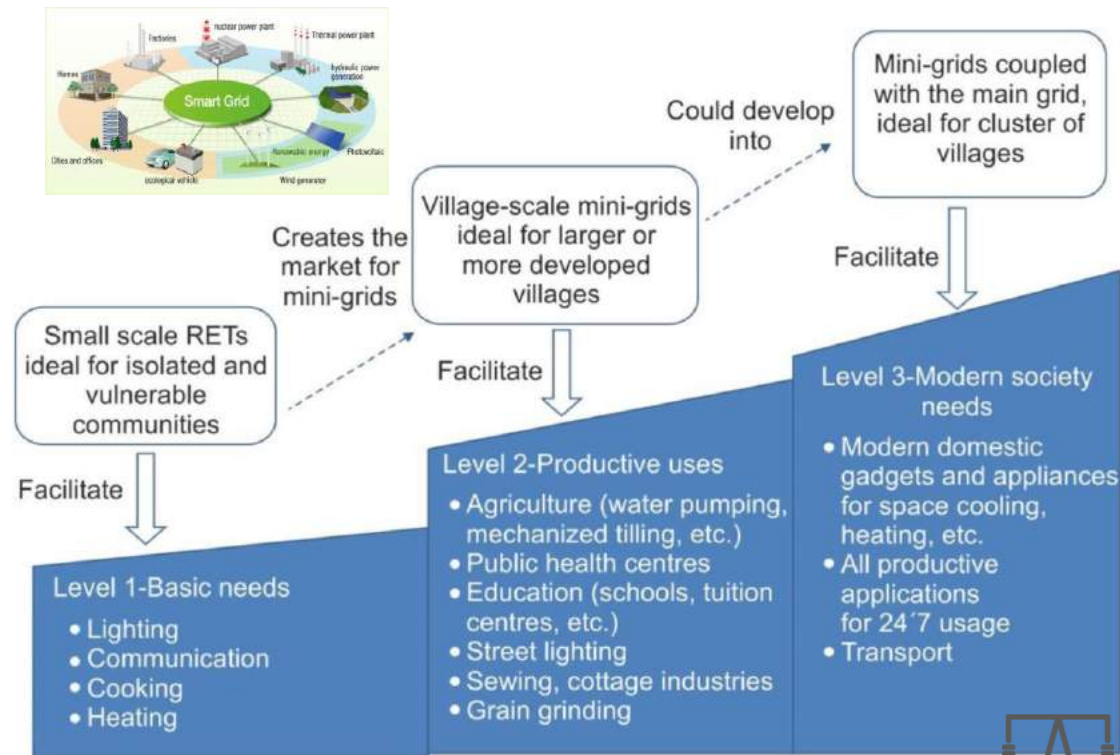 nuclear power plant
Factories
Thermal power plant
hydraulic power
generation
Homes
Smart Grid
Photovoltaic
Renewable energy
Cities and offices
ecological vehicle
Wind generator
Mini-grids coupled
with the main grid,
ideal for cluster of
villages
Could develop
into
Village-scale mini-grids
ideal for larger or
more developed
villages
Creates the
market for
mini-grids
Facilitate
Small scale RETs
ideal for isolated and
vulnerable
communities
Facilitate
Facilitate
Level 1-Basic needs
• Lighting
• Communication
• Cooking
• Heating
Level 2-Productive uses
• Agriculture (water pumping,
mechanized tilling, etc.)
• Public health centres
• Education (schools, tuition
centres, etc.)
• Street lighting
• Sewing, cottage industries
• Grain grinding
Level 3-Modern society
needs
• Modern domestic
gadgets and appliances
for space cooling,
heating, etc.
• All productive
applications
for 24´7 usage
• Transport